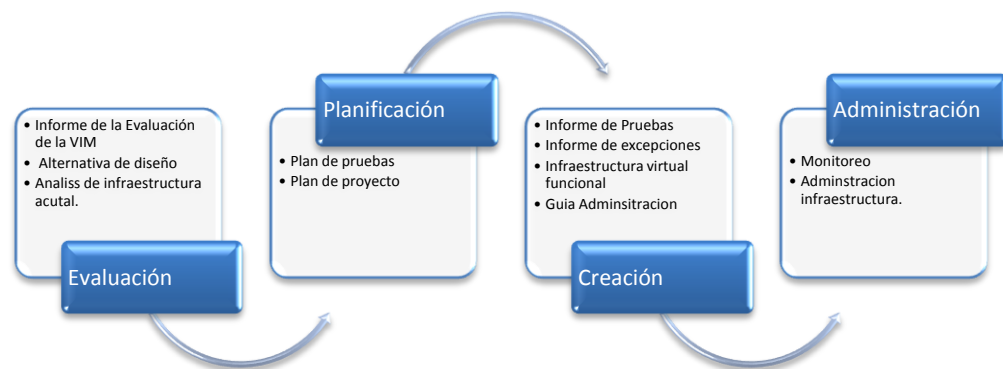 • Informe de la Evaluación
de la VIM
• Alternativa de diseño
• Analiss de infraestructura
acutal.
Evaluación
Planificación
• Plan de pruebas
• Plan de proyecto
• Informe de Pruebas
• Informe de excepciones
• Infraestructura virtual
funcional
• Guia Adminsitracion
Creación
Administración
• Monitoreo
• Adminstracion
infraestructura.